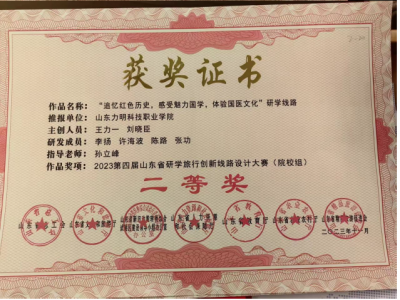 获奖证书
作品名称：“追忆红色历史，感受魅力国学，体验国医文化”研学线路
推报单位：山东力明科技职业学院
主创人员：王力一 刘晓臣
研发成员：李扬 许海波 陈路 张功
指导老师：孙立峰
作品奖项：2023第四届山东省研学旅行创新线路设计大赛（院校组）
二等奖
二〇二三年十一月